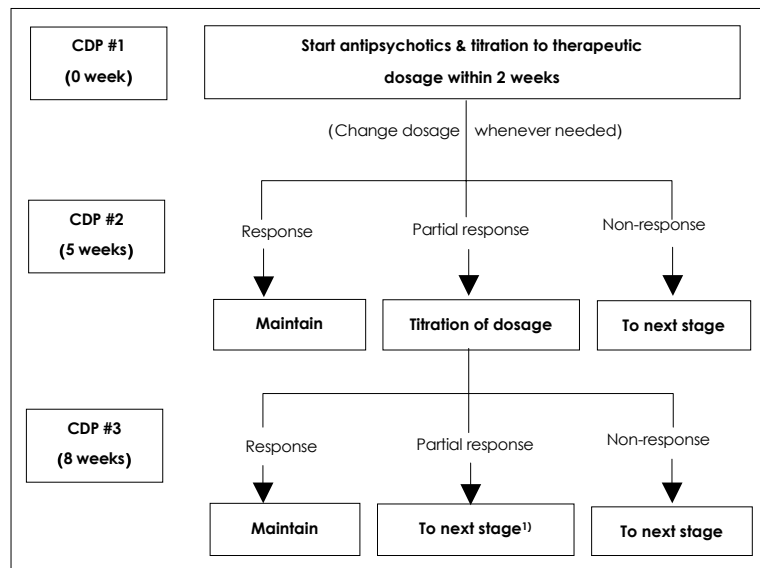 CDP #1
(0 week)
Start antipsychotics & titration to therapeutic
dosage within 2 weeks
(Change dosage whenever needed)
CDP #2
(5 weeks)
Response
Partial response
Non-response
Maintain
Titration of dosage
To next stage
CDP #3
(8 weeks)
Response
Partial response
Non-response
Maintain
To next stage1)
To next stage